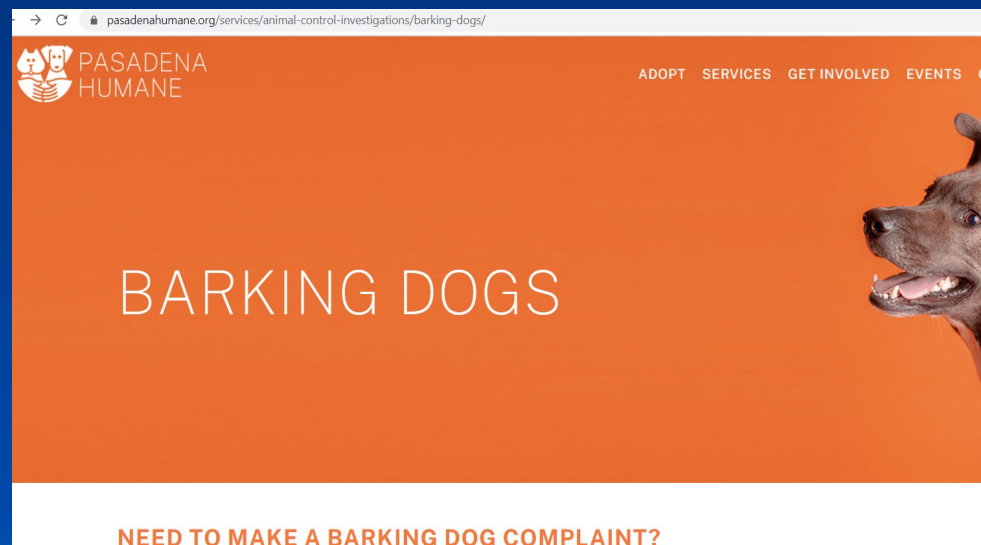 pasadenahumane.org/services/animal-control-investigations/barking-dogs/
PASADENA
HUMANE
ADOPT SERVICES GET INVOLVED EVENTS
BARKING DOGS
NEED TO MAKE A BARKING DOG COMPLAINT?